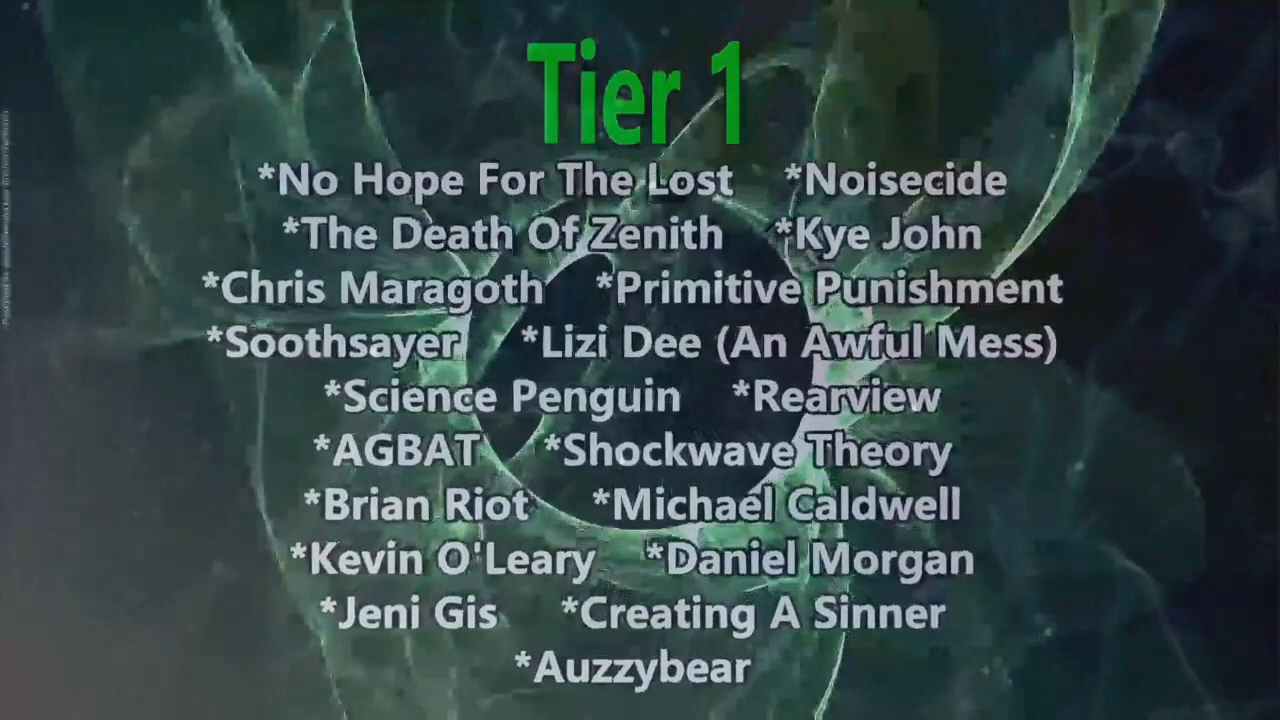 Tier 1
*No Hope For The Lost *Noisecide
*The Death Of Zenith *Kye John
*Chris Maragoth *Primitive Punishment
*Soothsayer *Lizi Dee (An Awful Mess)
*Science Penguin *Rearview
*AGBAT *Shockwave Theory
*Brian Riot *Michael Caldwell
*Kevin O'Leary *Daniel Morgan
*Jeni Gis *Creating A Sinner
*Auzzybear